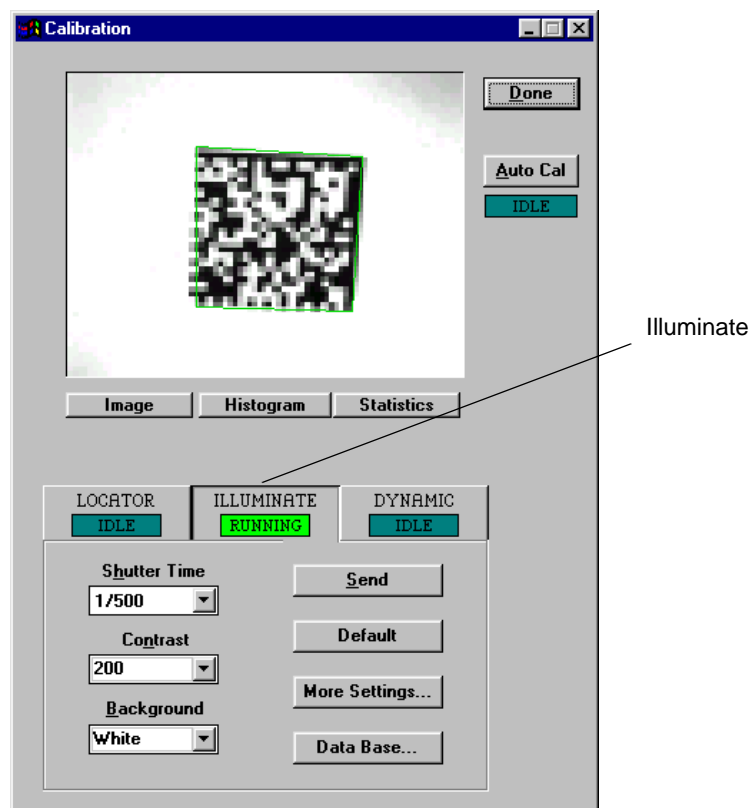 Calibration
Done
Auto Cal
IDLE
Illuminate
Image Histogram Statistics
LOCATOR ILLUMINATE DYNAMIC
IDLE RUNNING IDLE
Shutter Time
1/500
Send
Contrast
200
Default
Background
White
More Settings...
Data Base...